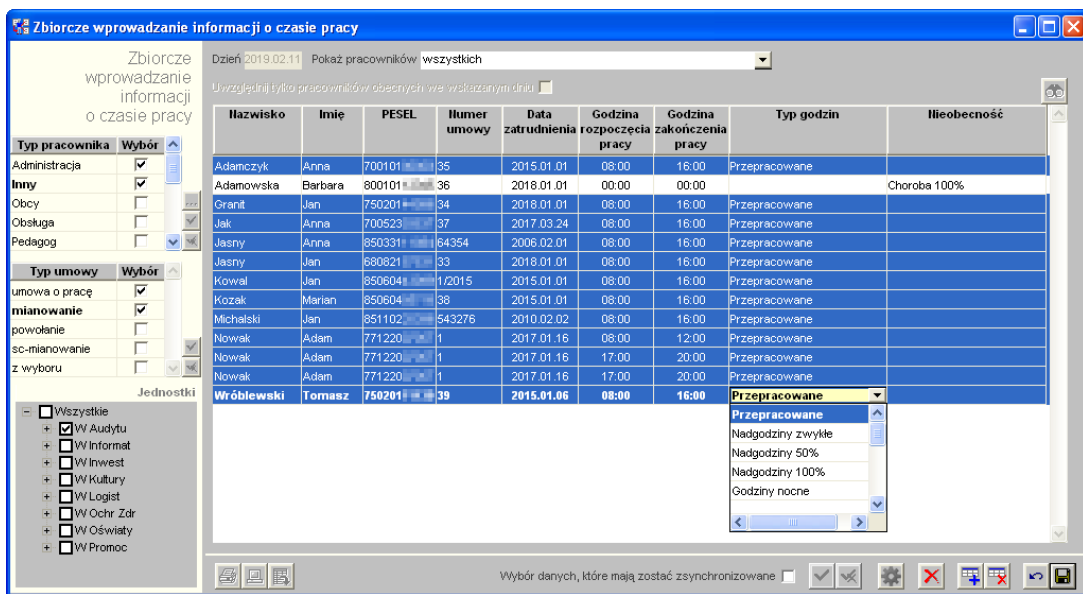 Zbiorcze wprowadzanie informacji o czasie pracy
Zbiorcze
wprowadzanie
informacji
o czasie pracy
Dzień 2019.02.11 Pokaż pracowników wszystkich
Uwzględnij tylko pracowników obecnych we wskazanym dniu
Typ pracownika Wybór
Administracja
Inny
Obcy
Obsługa
Pedagog
Typ umowy Wybór
umowa o pracę
mianowanie
powołanie
sc-mianowanie
z wyboru
Jednostki
Wszystkie
W Audytu
W Informat
W Inwest
W Kultury
W Logist
W Ochr Zdr
W Oświaty
W Promoc
Nazwisko Imię PESEL Numer umowy Data zatrudnienia Godzina rozpoczęcia pracy Godzina zakończenia pracy Typ godzin Nieobecność
Adamczyk Anna 700101 35 2015.01.01 08:00 16:00 Przepracowane
Adamowska Barbara 800101 36 2018.01.01 00:00 00:00 Choroba 100%
Granit Jan 750201 34 2018.01.01 08:00 16:00 Przepracowane
Jak Anna 700523 37 2017.03.24 08:00 16:00 Przepracowane
Jasny Anna 850331 64354 2006.02.01 08:00 16:00 Przepracowane
Jasny Jan 680821 33 2018.01.01 08:00 16:00 Przepracowane
Kowal Jan 850604 1/2015 2015.01.01 08:00 16:00 Przepracowane
Kozak Marian 850604 38 2015.01.01 08:00 16:00 Przepracowane
Michalski Jan 851102 543276 2010.02.02 08:00 16:00 Przepracowane
Nowak Adam 771220 1 2017.01.16 08:00 12:00 Przepracowane
Nowak Adam 771220 1 2017.01.16 17:00 20:00 Przepracowane
Nowak Adam 771220 1 2017.01.16 17:00 20:00 Przepracowane
Wróblewski Tomasz 750201 39 2015.01.06 08:00 16:00 Przepracowane
Przepracowane
Nadgodziny zwykłe
Nadgodziny 50%
Nadgodziny 100%
Godziny nocne
Wybór danych, które mają zostać zsynchronizowane